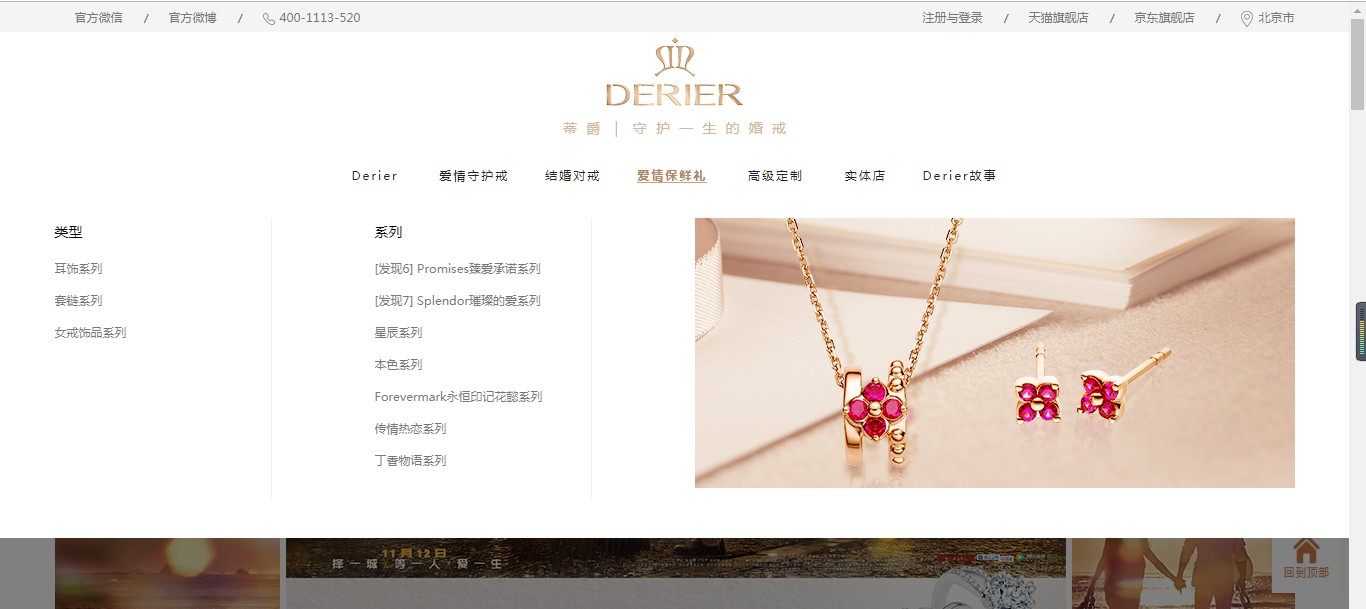 官方微信 / 官方微博 / 400-1113-520 注册与登录 / 天猫旗舰店 / 京东旗舰店 / 北京市
DERIER
蒂爵 | 守护一生的婚戒
Derier 爱情守护戒 结婚对戒 爱情保鲜礼 高级定制 实体店 Derier故事
类型
耳饰系列
套链系列
女戒饰品系列
系列
[发现6] Promises臻爱承诺系列
[发现7] Splendor璀璨的爱系列
星辰系列
本色系列
Forevermark永恒印记花懿系列
传情热恋系列
丁香物语系列
11月12日
择一城 等一人 爱一生
回到顶部